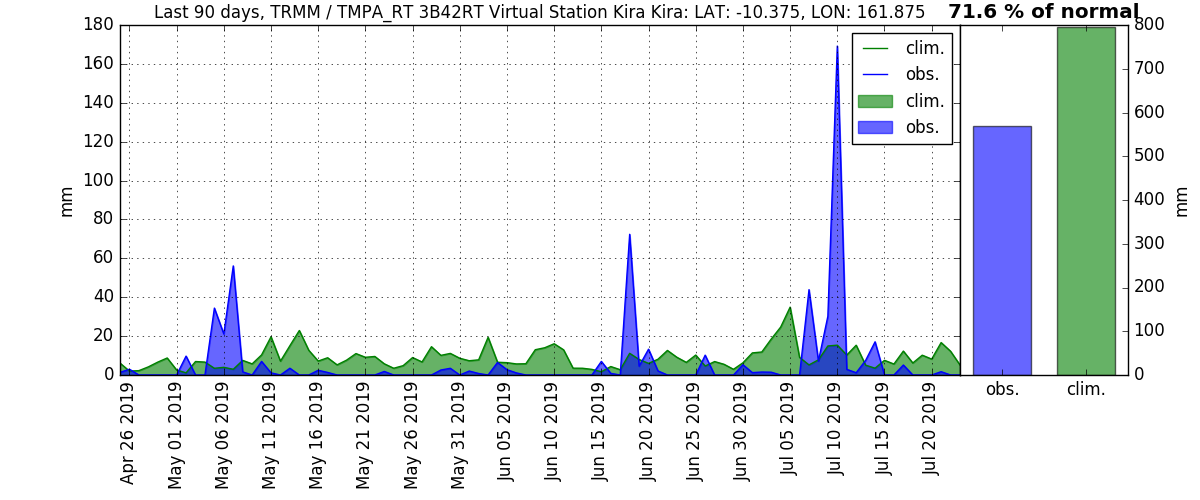 Last 90 days, TRMM / TMPA_RT 3B42RT Virtual Station Kira Kira: LAT: -10.375, LON: 161.875
71.6 % of normal
180
160
140
120
100
80
60
40
20
0
mm
clim.
obs.
clim.
obs.
Apr 26 2019
May 01 2019
May 06 2019
May 11 2019
May 16 2019
May 21 2019
May 26 2019
May 31 2019
Jun 05 2019
Jun 10 2019
Jun 15 2019
Jun 20 2019
Jun 25 2019
Jun 30 2019
Jul 05 2019
Jul 10 2019
Jul 15 2019
Jul 20 2019
800
700
600
500
400
300
200
100
0
mm
obs.
clim.